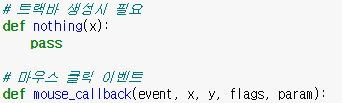 # 트랙바 생성시 필요
def nothing(x):
    pass

# 마우스 클릭 이벤트
def mouse_callback(event, x, y, flags, param):